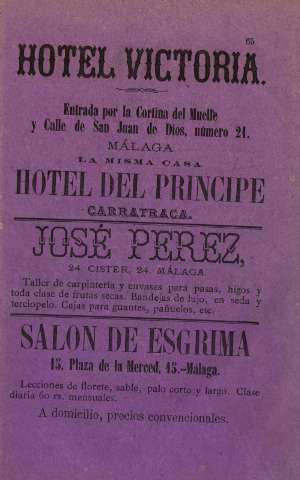 65
HOTEL VICTORIA.
Entrada por la Cortina del Muelle
y Calle de San Juan de Dios, número 21.
MÁLAGA
LA MISMA CASA
HOTEL DEL PRINCIPE
CARRATRACA.
JOSÉ PEREZ,
24, CISTER, 24, MÁLAGA
Taller de carpintería y envases para pasas, higos y
toda clase de frutas secas. Bandejas de lujo, en seda y
terciopelo. Cajas para guantes, pañuelos, etc.
SALON DE ESGRIMA
15, Plaza de la Merced, 15.-Málaga.
Lecciones de florete, sable, palo corto y largo. Clase
diaria 60 rs. mensuales.
A domicilio, precios convencionales.